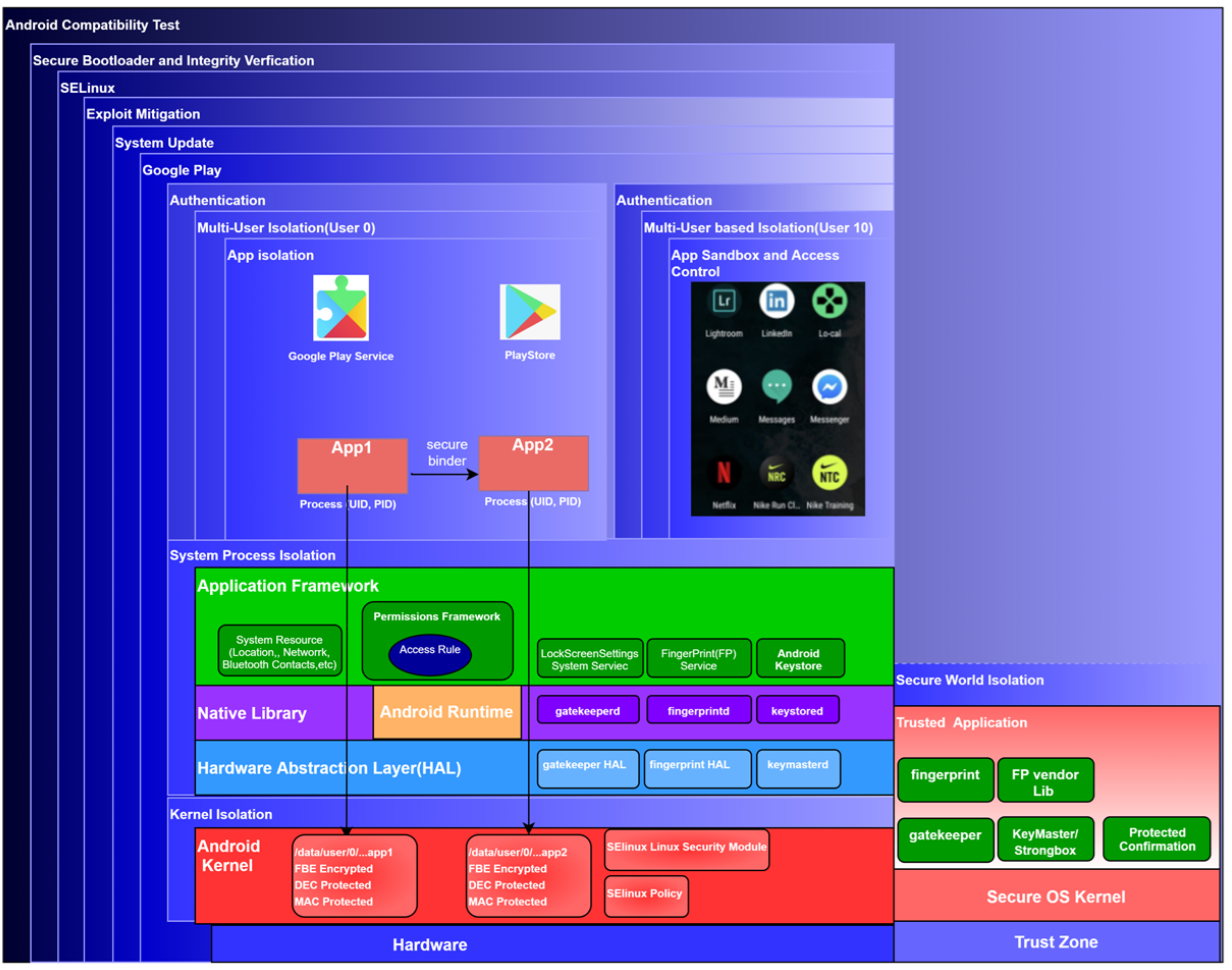 Android Compatibility Test
Secure Bootloader and Integrity Verfication
SELinux
Exploit Mitigation
System Update
Google Play
Authentication
Multi-User Isolation(User 0)
App isolation
Google Play Service
PlayStore
App1
secure
binder
App2
Process (UID, PID)
Process (UID, PID)
Authentication
Multi-User based Isolation(User 10)
App Sandbox and Access
Control
Lr
in
Lightroom
LinkedIn
Lo-cal
M
Medium
Messages
Messenger
N
NRC
NTC
Netflix
Nike Run Cl...
Nike Training
System Process Isolation
Application Framework
System Resource
(Location,, Networrk,
Bluetooth Contacts,etc)
Permissions Framework
Access Rule
LockScreenSettings
System Serviec
FingerPrint(FP)
Service
Android
Keystore
Native Library
Android Runtime
gatekeeperd
fingerprintd
keystored
Hardware Abstraction Layer(HAL)
gatekeeper HAL
fingerprint HAL
keymasterd
Kernel Isolation
Android
Kernel
/data/user/0/...app1
FBE Encrypted
DEC Protected
MAC Protected
/data/user/0/...app2
FBE Encrypted
DEC Protected
MAC Protected
SElinux Linux Security Module
SElinux Policy
Hardware
Secure World Isolation
Trusted Application
fingerprint
FP vendor
Lib
gatekeeper
KeyMaster/
Strongbox
Protected
Confirmation
Secure OS Kernel
Trust Zone